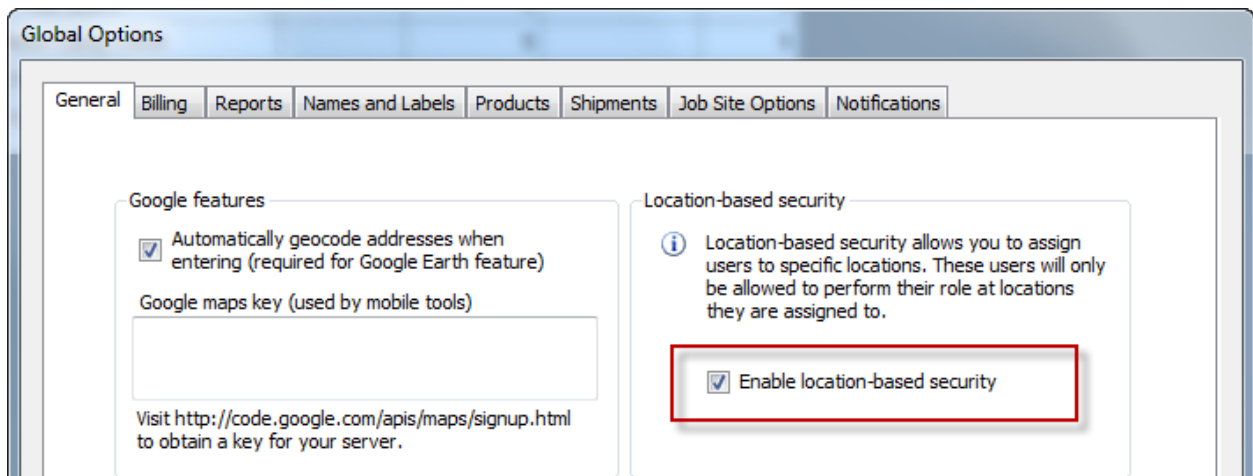 Global Options
General Billing Reports Names and Labels Products Shipments Job Site Options Notifications
Google features
Automatically geocode addresses when
entering (required for Google Earth feature)
Google maps key (used by mobile tools)
Visit http://code.google.com/apis/maps/signup.html
to obtain a key for your server.
Location-based security
Location-based security allows you to assign
users to specific locations. These users will only
be allowed to perform their role at locations
they are assigned to.
Enable location-based security